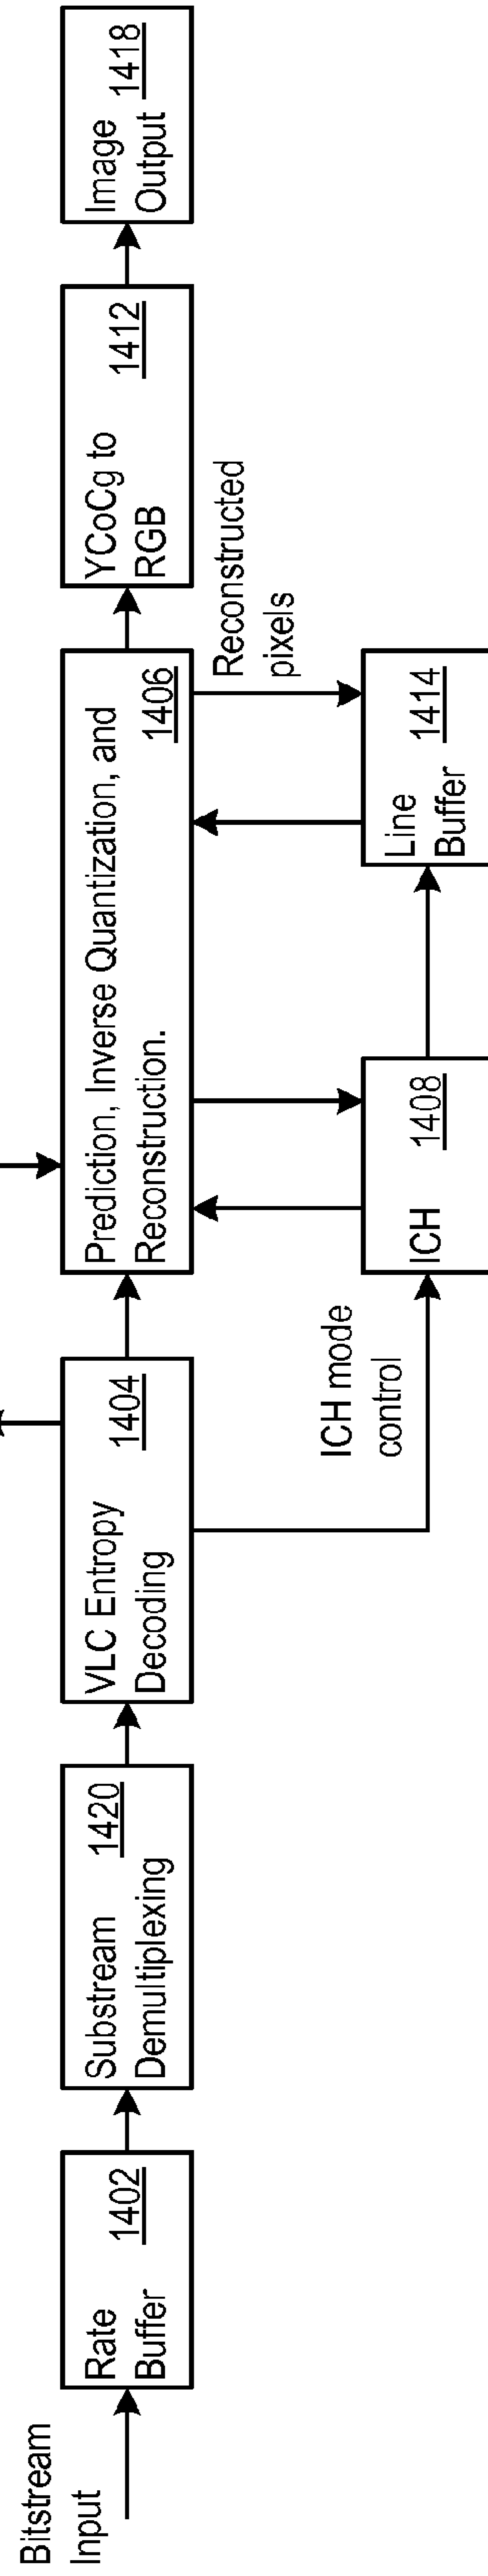 Bitstream
Input
Rate
Buffer 1402
Substream
Demultiplexing 1420
VLC Entropy
Decoding 1404
Prediction, Inverse Quantization, and
Reconstruction. 1406
YCoCg to
RGB 1412
Image
Output 1418
ICH mode
control
ICH 1408
Reconstructed
pixels
Line
Buffer 1414